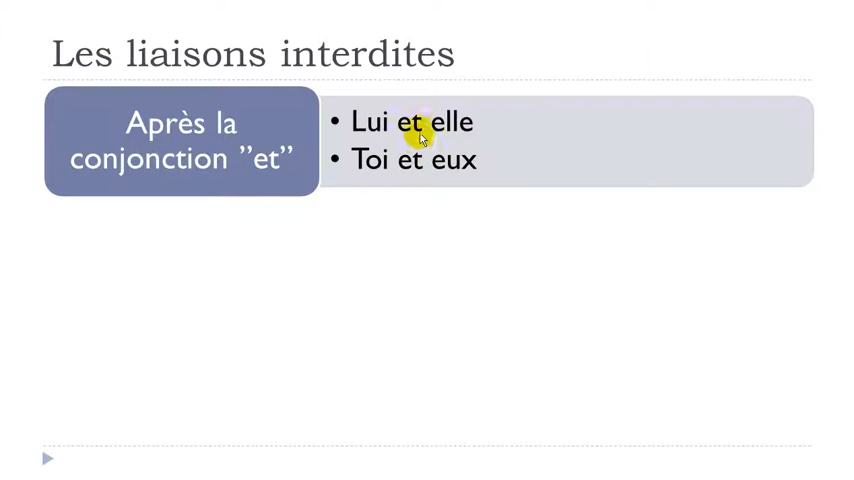 Les liaisons interdites
Après la
conjonction ”et”
• Lui et elle
• Toi et eux